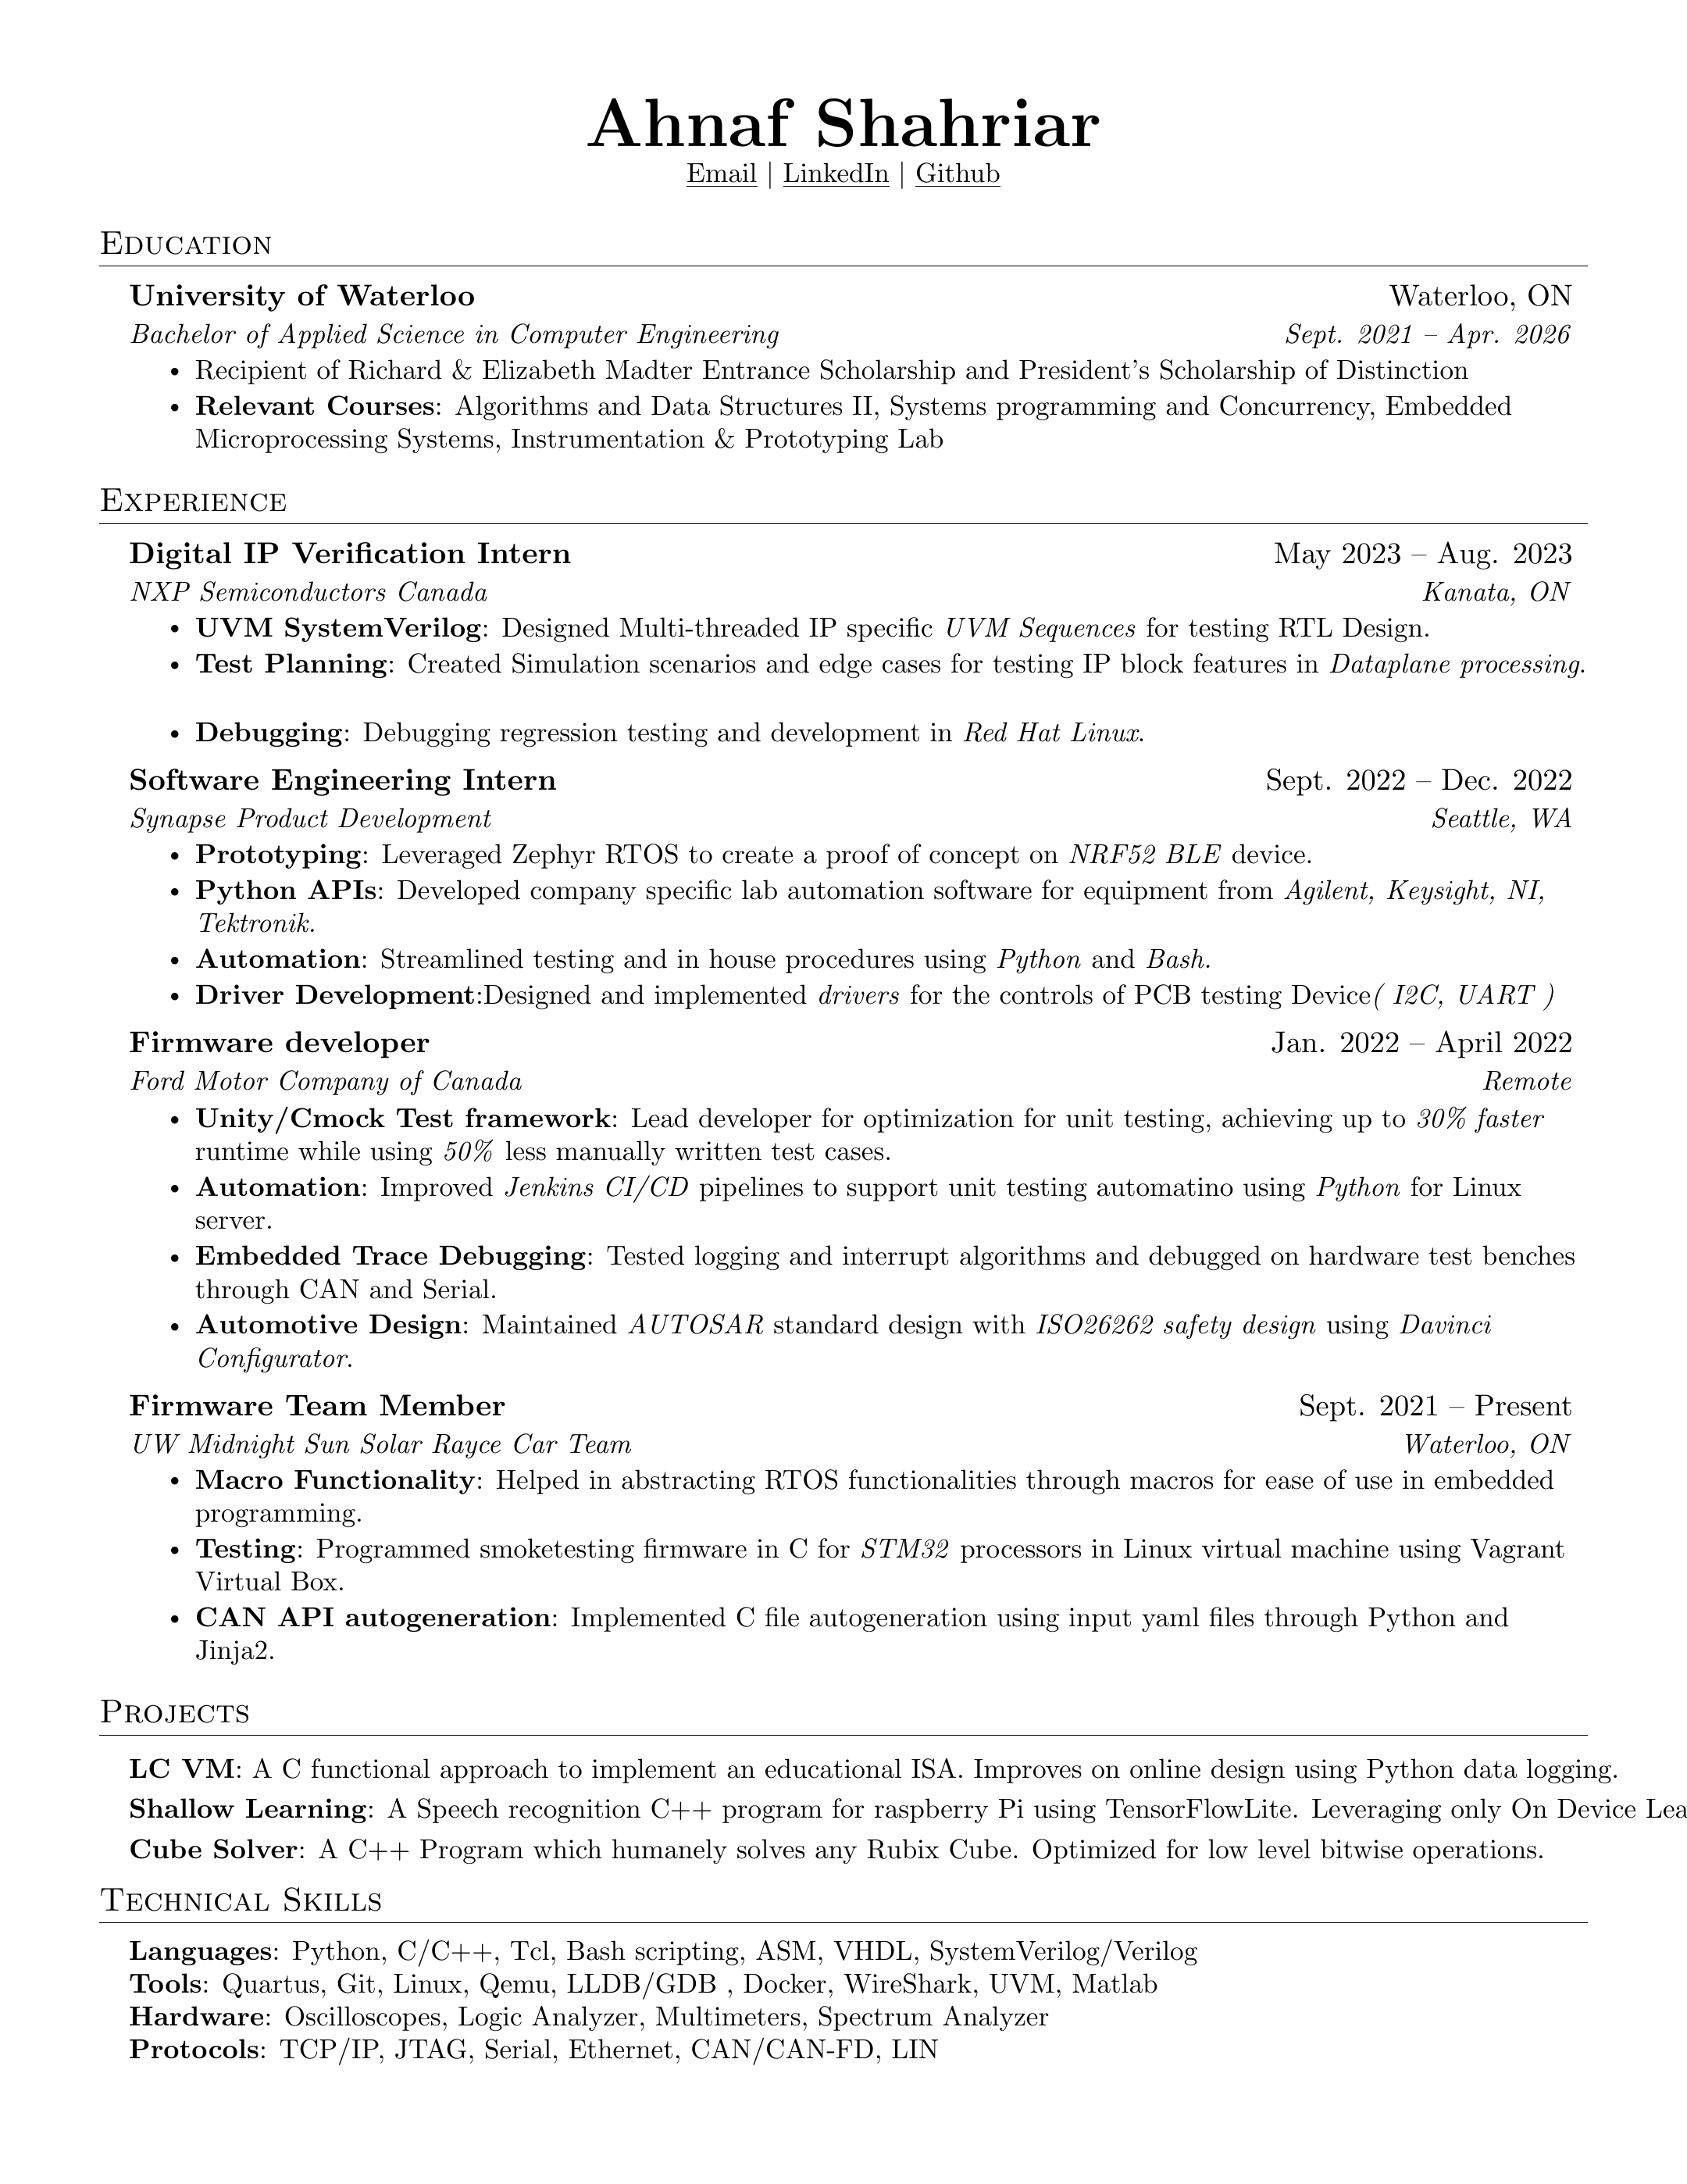 Ahnaf Shahriar
Email | LinkedIn | Github
Education
University of Waterloo Waterloo, ON
Bachelor of Applied Science in Computer Engineering Sept. 2021 – Apr. 2026
• Recipient of Richard & Elizabeth Madter Entrance Scholarship and President's Scholarship of Distinction
• Relevant Courses: Algorithms and Data Structures II, Systems programming and Concurrency, Embedded
Microprocessing Systems, Instrumentation & Prototyping Lab
Experience
Digital IP Verification Intern May 2023 – Aug. 2023
NXP Semiconductors Canada Kanata, ON
• UVM SystemVerilog: Designed Multi-threaded IP specific UVM Sequences for testing RTL Design.
• Test Planning: Created Simulation scenarios and edge cases for testing IP block features in Dataplane processing.
• Debugging: Debugging regression testing and development in Red Hat Linux.
Software Engineering Intern Sept. 2022 – Dec. 2022
Synapse Product Development Seattle, WA
• Prototyping: Leveraged Zephyr RTOS to create a proof of concept on NRF52 BLE device.
• Python APIs: Developed company specific lab automation software for equipment from Agilent, Keysight, NI,
Tektronik.
• Automation: Streamlined testing and in house procedures using Python and Bash.
• Driver Development:Designed and implemented drivers for the controls of PCB testing Device( I2C, UART )
Firmware developer Jan. 2022 – April 2022
Ford Motor Company of Canada Remote
• Unity/Cmock Test framework: Lead developer for optimization for unit testing, achieving up to 30% faster
runtime while using 50% less manually written test cases.
• Automation: Improved Jenkins CI/CD pipelines to support unit testing automatino using Python for Linux
server.
• Embedded Trace Debugging: Tested logging and interrupt algorithms and debugged on hardware test benches
through CAN and Serial.
• Automotive Design: Maintained AUTOSAR standard design with ISO26262 safety design using Davinci
Configurator.
Firmware Team Member Sept. 2021 – Present
UW Midnight Sun Solar Rayce Car Team Waterloo, ON
• Macro Functionality: Helped in abstracting RTOS functionalities through macros for ease of use in embedded
programming.
• Testing: Programmed smoketesting firmware in C for STM32 processors in Linux virtual machine using Vagrant
Virtual Box.
• CAN API autogeneration: Implemented C file autogeneration using input yaml files through Python and
Jinja2.
Projects
LC VM: A C functional approach to implement an educational ISA. Improves on online design using Python data logging.
Shallow Learning: A Speech recognition C++ program for raspberry Pi using TensorFlowLite. Leveraging only On Device Lea
Cube Solver: A C++ Program which humanely solves any Rubix Cube. Optimized for low level bitwise operations.
Technical Skills
Languages: Python, C/C++, Tcl, Bash scripting, ASM, VHDL, SystemVerilog/Verilog
Tools: Quartus, Git, Linux, Qemu, LLDB/GDB , Docker, WireShark, UVM, Matlab
Hardware: Oscilloscopes, Logic Analyzer, Multimeters, Spectrum Analyzer
Protocols: TCP/IP, JTAG, Serial, Ethernet, CAN/CAN-FD, LIN